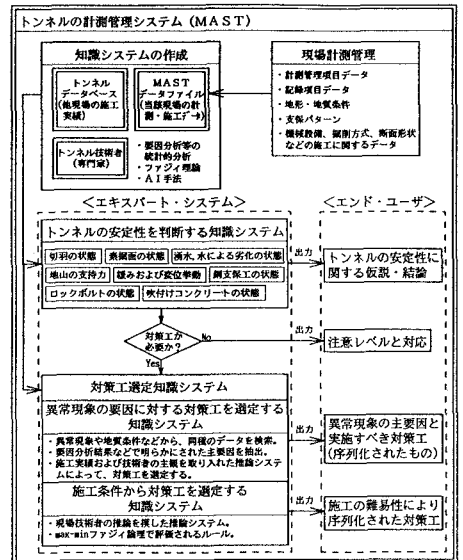 トンネルの計測管理システム (MAST)
知識システムの作成
トンネル
データベース
(他現場の施工
実績)
MAST
データファイル
(当該現場の計
測・施工データ)
トンネル技術者
(専門家)
・要因分析等の
統計的分析
・ファジィ理論
・AI手法
現場計測管理
・計測管理項目データ
・記録項目データ
・地形・地質条件
・支保パターン
・機械設備、掘削方式、断面形状
などの施工に関するデータ
<エキスパート・システム>
<エンド・ユーザ>
トンネルの安定性を判断する知識システム
切羽の状態
素掘面の状態
湧水,水による劣化の状態
地山の支持力
緩みおよび変位挙動
鋼支保工の状態
ロックボルトの状態
吹付けコンクリートの状態
出力
トンネルの安定性に
関する仮説・結論
対策工が
必要か?
No
出力
注意レベルと対応
Yes
対策工選定知識システム
異常現象の要因に対する対策工を選定する
知識システム
・異常現象や地質条件などから、同種のデータを検索。
・要因分析結果などで明らかにされた主要因を抽出。
・施工実績および技術者の主観を取り入れた推論システ
ムによって、対策工を選定する。
出力
異常現象の主要因と
実施すべき対策工
(序列化されたもの)
施工条件から対策工を選定する
知識システム
・現場技術者の推論を模した推論システム。
・max-minファジィ論理で評価されるルール。
出力
施工の難易性により
序列化された対策工